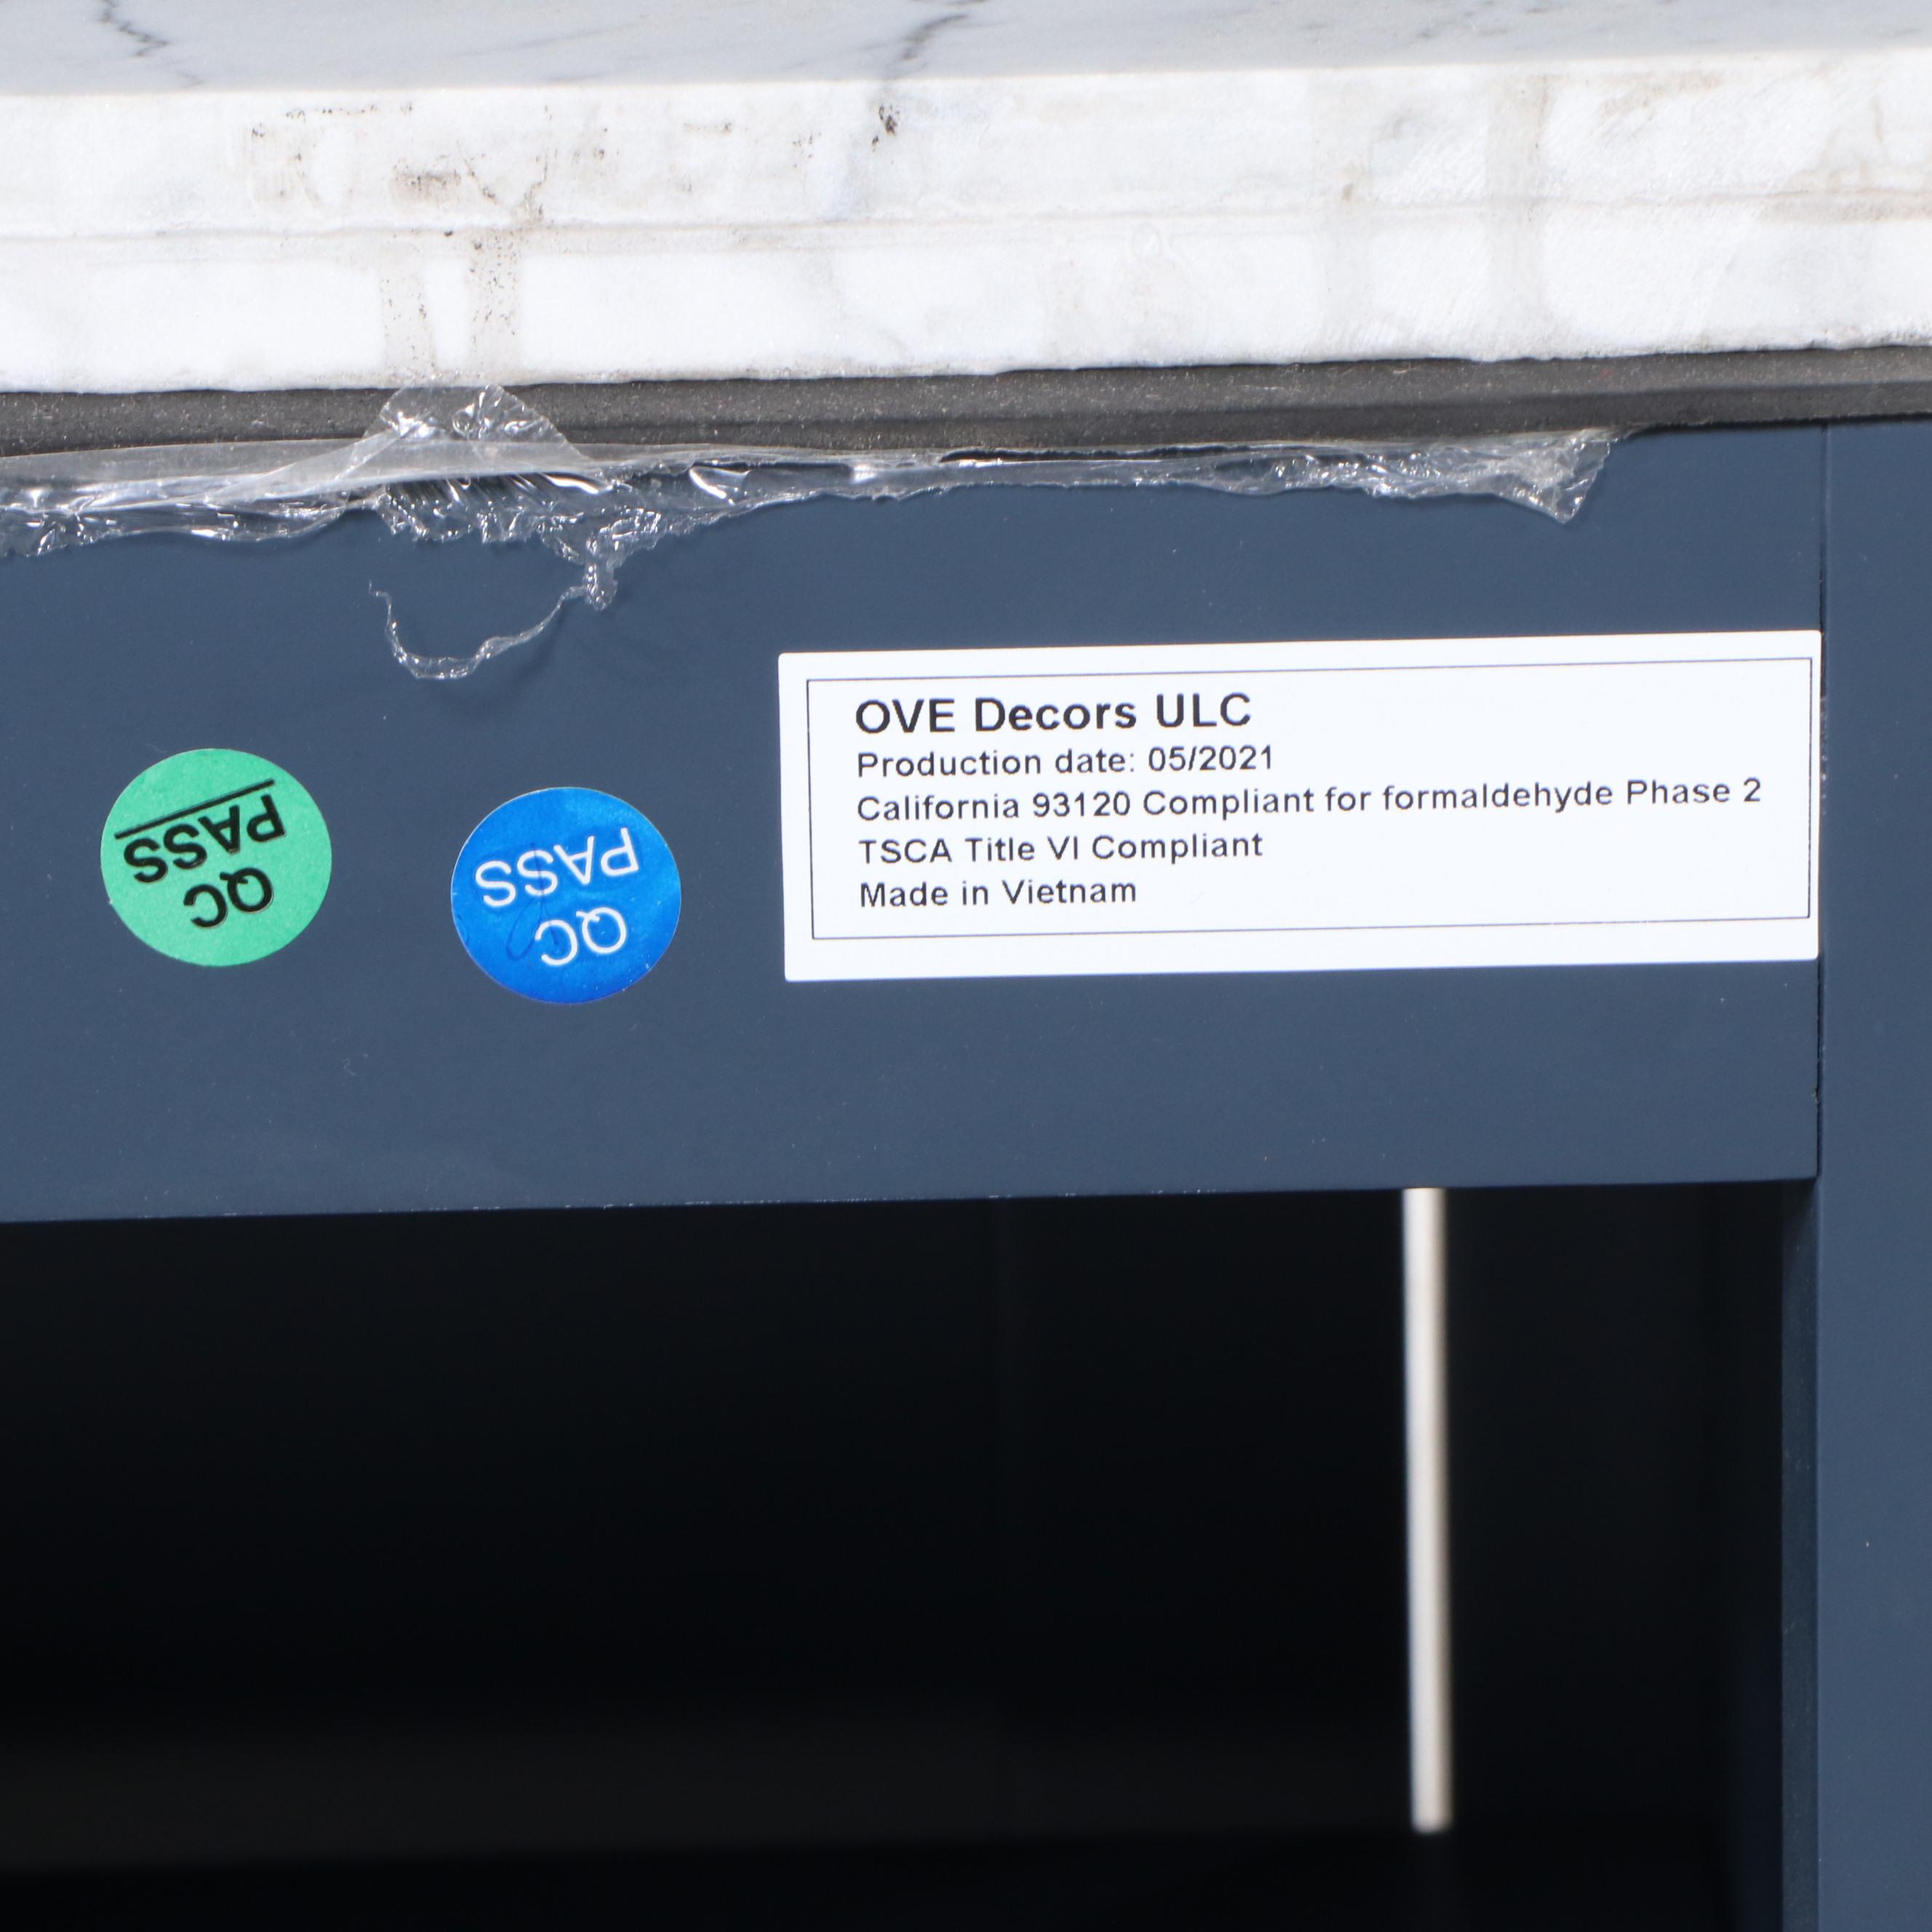 OVE Decors ULC
Production date: 05/2021
California 93120 Compliant for formaldehyde Phase 2
TSCA Title VI Compliant
Made in Vietnam
QC
PASS
QC
PASS